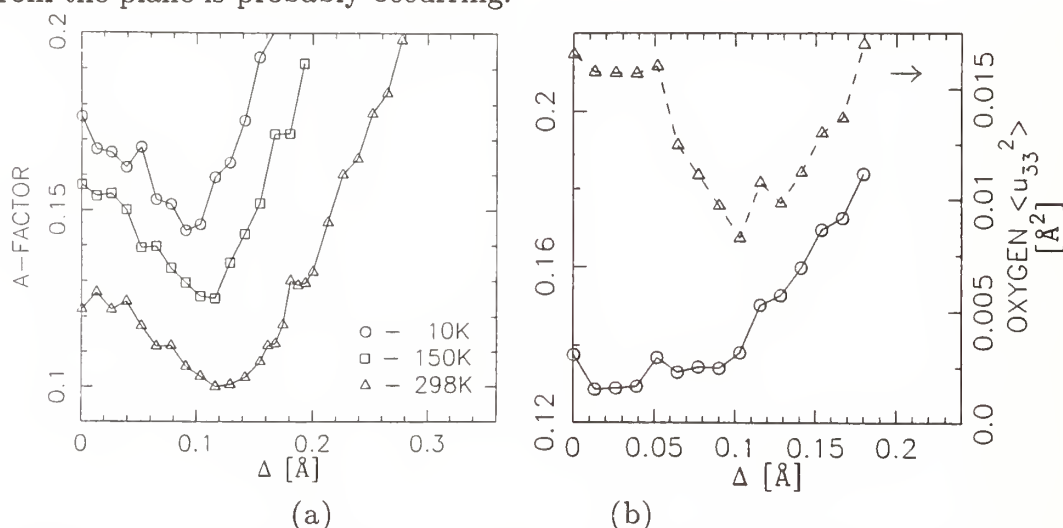 from the plane is probably occurring.
0.2
0.15
0.1
A-FACTOR
○ - 10K
□ - 150K
△ - 298K
0 0.1 0.2 0.3
Δ [Å]
(a)
0.2
0.16
0.12
→
0.015
0.01
0.005
0.0
OXYGEN <u₃₃²>
[Å²]
0 0.05 0.1 0.15 0.2
Δ [Å]
(b)